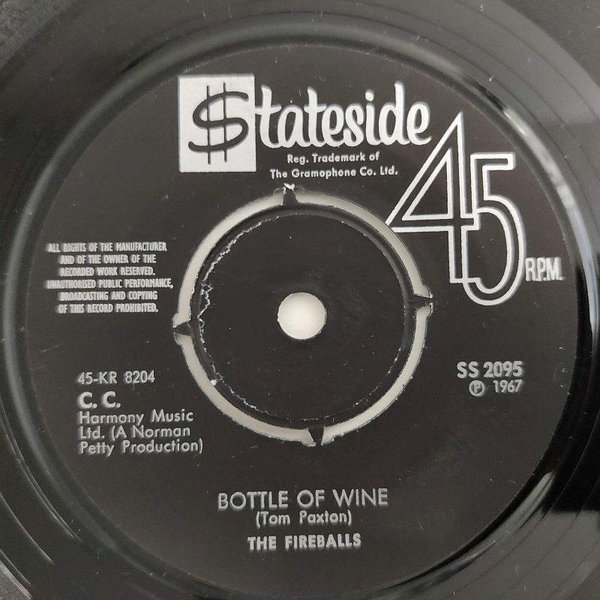 $tateside
Reg. Trademark of
The Gramophone Co. Ltd.
45
R.P.M.
ALL RIGHTS OF THE MANUFACTURER
AND OF THE OWNER OF THE
RECORDED WORK RESERVED.
UNAUTHORISED PUBLIC PERFORMANCE,
BROADCASTING AND COPYING
OF THIS RECORD PROHIBITED.
45-KR 8204
C. C.
Harmony Music
Ltd. (A Norman
Petty Production)
SS 2095
℗ 1967
BOTTLE OF WINE
(Tom Paxton)
THE FIREBALLS